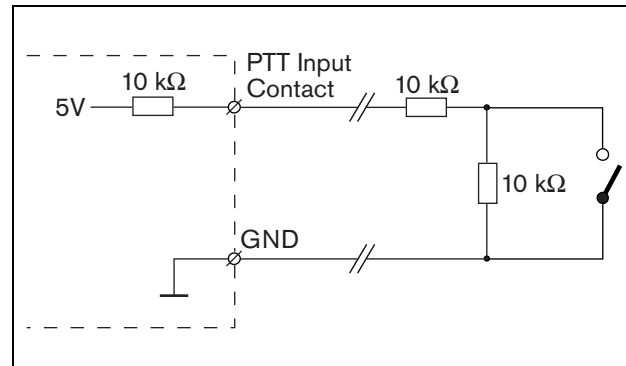 PTT Input
Contact
10 kΩ
10 kΩ
5V
10 kΩ
GND